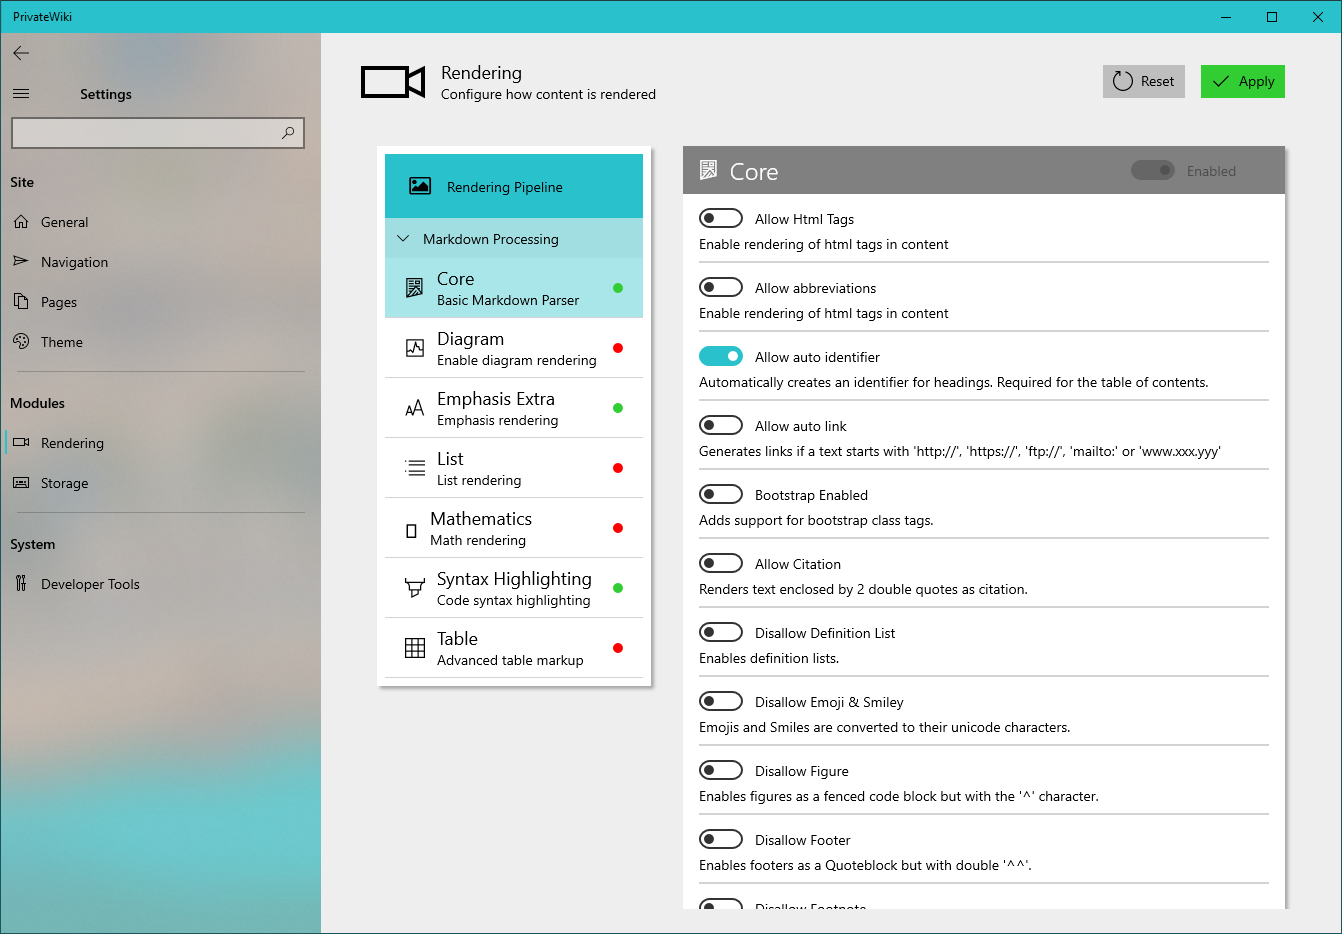 PrivateWiki
Settings
Site
General
Navigation
Pages
Theme
Modules
Rendering
Storage
System
Developer Tools
Rendering
Configure how content is rendered
Reset
Apply
Rendering Pipeline
Markdown Processing
Core
Basic Markdown Parser
Diagram
Enable diagram rendering
Emphasis Extra
Emphasis rendering
List
List rendering
Mathematics
Math rendering
Syntax Highlighting
Code syntax highlighting
Table
Advanced table markup
Core
Enabled
Allow Html Tags
Enable rendering of html tags in content
Allow abbreviations
Enable rendering of html tags in content
Allow auto identifier
Automatically creates an identifier for headings. Required for the table of contents.
Allow auto link
Generates links if a text starts with 'http://', 'https://', 'ftp://', 'mailto:' or 'www.xxx.yyy'
Bootstrap Enabled
Adds support for bootstrap class tags.
Allow Citation
Renders text enclosed by 2 double quotes as citation.
Disallow Definition List
Enables definition lists.
Disallow Emoji & Smiley
Emojis and Smiles are converted to their unicode characters.
Disallow Figure
Enables figures as a fenced code block but with the '^' character.
Disallow Footer
Enables footers as a Quoteblock but with double '^^'.
Disallow Footnote